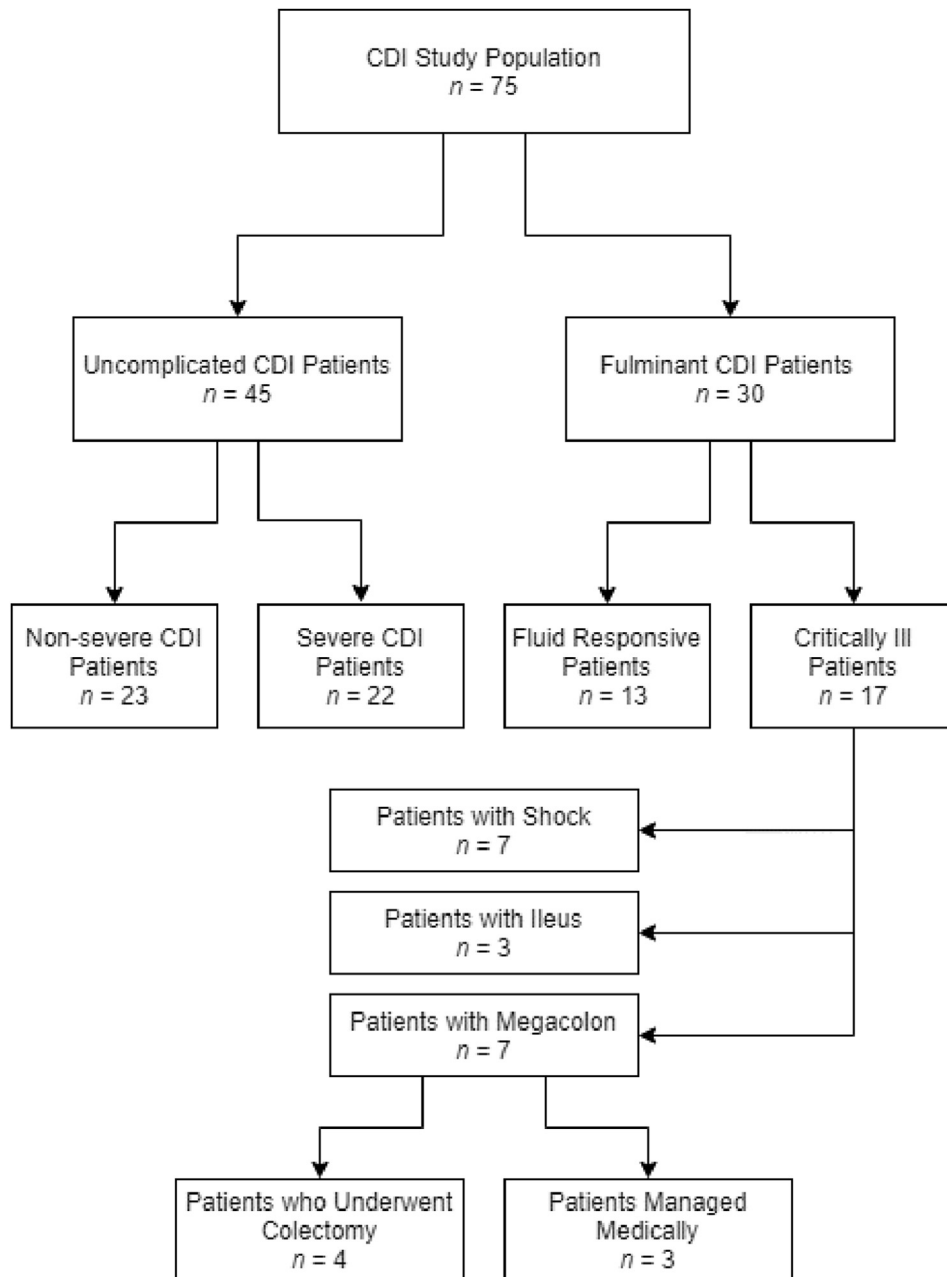 CDI Study Population
n = 75
Uncomplicated CDI Patients
n = 45
Fulminant CDI Patients
n = 30
Non-severe CDI
Patients
n = 23
Severe CDI
Patients
n = 22
Fluid Responsive
Patients
n = 13
Critically Ill
Patients
n = 17
Patients with Shock
n = 7
Patients with Ileus
n = 3
Patients with Megacolon
n = 7
Patients who Underwent
Colectomy
n = 4
Patients Managed
Medically
n = 3